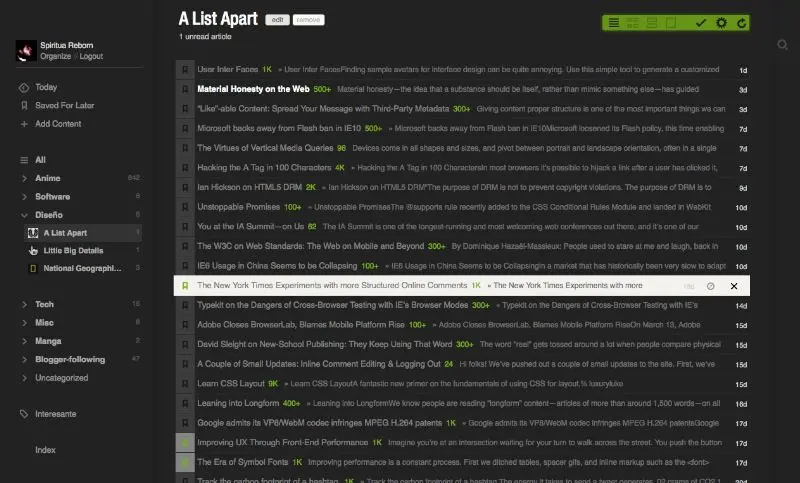 A List Apart edit remove
1 unread article
Spiritua Reborn
Organize Logout
Today
Saved For Later
Add Content
All
Anime 842
Software 6
Diseño 6
A List Apart 1
Little Big Details 1
National Geographi...
Tech 15
Misc 6
Manga 2
Blogger-following 47
Uncategorized
Interesante
Index
User Inter Faces 1K » User Inter FacesFinding sample avatars for interface design can be quite annoying. Use this simple tool to generate a customized 1d
Material Honesty on the Web 500+ Material honesty—the idea that a substance should be itself, rather than mimic something else—has guided 3d
"Like"-able Content: Spread Your Message with Third-Party Metadata 300+ Giving content proper structure is one of the most important things we can 3d
Microsoft backs away from Flash ban in IE10 500+ » Microsoft backs away from Flash ban in IE10Microsoft loosened its Flash policy, this time enabling 7d
The Virtues of Vertical Media Queries 96 Devices come in all shapes and sizes, and pivot between portrait and landscape orientation, often in a single 7d
Hacking the A Tag in 100 Characters 4K » Hacking the A Tag in 100 CharactersIn most browsers it's possible to hijack a link after a user has clicked it, 7d
Ian Hickson on HTML5 DRM 2K » Ian Hickson on HTML5 DRM"The purpose of DRM is not to prevent copyright violations. The purpose of DRM is to 9d
Unstoppable Promises 100+ » Unstoppable PromisesThe @supports rule recently added to the CSS Conditional Rules Module and landed in WebKit 10d
You at the IA Summit—on Us 62 The IA Summit is one of the longest-running and most welcoming web conferences out there, and it's one of our 10d
The W3C on Web Standards: The Web on Mobile and Beyond 300+ By Dominique Hazaël-Massieux: People used to stare at me and laugh, back in 10d
IE6 Usage in China Seems to be Collapsing 100+ » IE6 Usage in China Seems to be CollapsingIn a market that has historically been very slow to adapt 10d
The New York Times Experiments with more Structured Online Comments 1K » The New York Times Experiments with more
Typekit on the Dangers of Cross-Browser Testing with IE's Browser Modes 300+ » Typekit on the Dangers of Cross-Browser Testing with IE's 14d
Adobe Closes BrowserLab, Blames Mobile Platform Rise 100+ » Adobe Closes BrowserLab, Blames Mobile Platform RiseOn March 13, Adobe 15d
David Sleight on New-School Publishing: They Keep Using That Word 300+ The word "real" gets tossed around a lot when people compare physical 15d
A Couple of Small Updates: Inline Comment Editing & Logging Out 24 Hi folks! We've pushed out a couple of small updates to the site. First, we've 15d
Learn CSS Layout 9K » Learn CSS LayoutA fantastic new primer on the fundamentals of using CSS for layout. luxuryluke 15d
Leaning into Longform 400+ » Leaning into LongformWe know people are reading "longform" content—articles of more than around 1,500 words—on all 16d
Google admits its VP8/WebM codec infringes MPEG H.264 patents 1K » Google admits its VP8/WebM codec infringes MPEG H.264 patentsGoogle 17d
Improving UX Through Front-End Performance 1K Imagine you're at an intersection waiting for your turn to walk across the street. You push the button 17d
The Era of Symbol Fonts 1K Improving performance is a constant process. First we ditched tables, spacer gifs, and inline markup such as the <font> 17d
Track the carbon footprint of a hashtag 1K